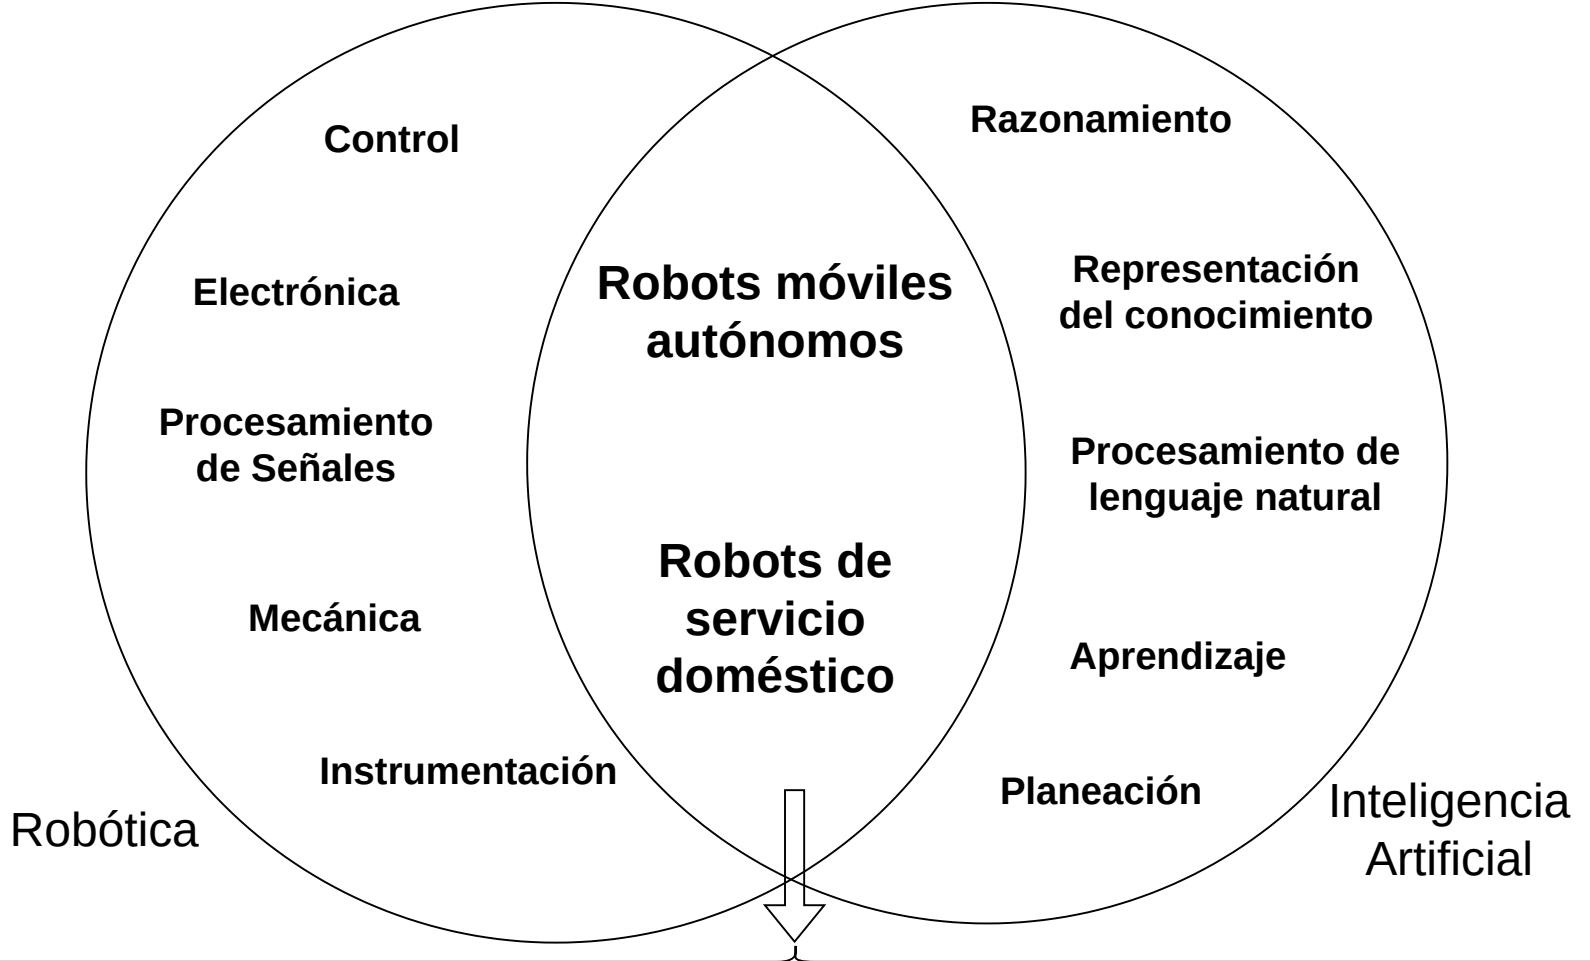 Control
Electrónica
Procesamiento
de Señales
Mecánica
Instrumentación
Robótica
Robots móviles
autónomos
Robots de
servicio
doméstico
Razonamiento
Representación
del conocimiento
Procesamiento de
lenguaje natural
Aprendizaje
Planeación
Inteligencia
Artificial